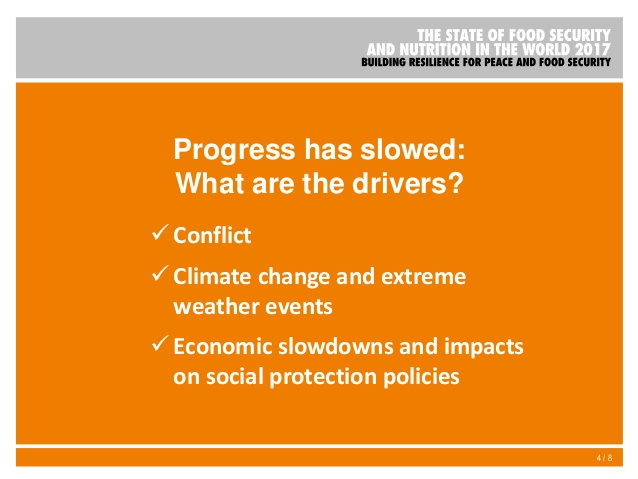 THE STATE OF FOOD SECURITY
AND NUTRITION IN THE WORLD 2017
BUILDING RESILIENCE FOR PEACE AND FOOD SECURITY
Progress has slowed:
What are the drivers?
✓ Conflict
✓ Climate change and extreme
weather events
✓ Economic slowdowns and impacts
on social protection policies
4 / 8